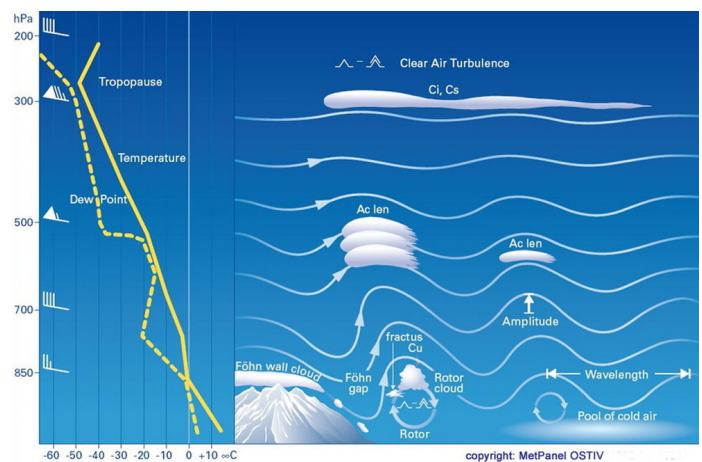 hPa
200
300
500
700
850
Tropopause
Temperature
Dew Point
-60 -50 -40 -30 -20 -10 0 +10 ∞C
Clear Air Turbulence
Ci, Cs
Ac len
Ac len
Amplitude
fractus
Cu
Föhn wall cloud
Föhn
gap
Rotor
cloud
Wavelength
Rotor
Pool of cold air
copyright: MetPanel OSTIV